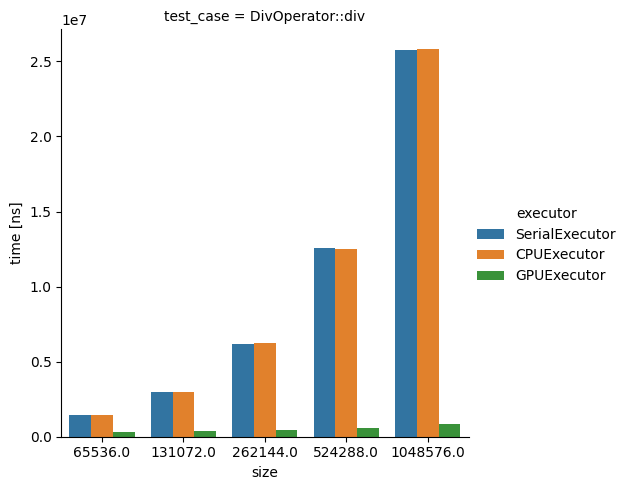 test_case = DivOperator::div
1e7
2.5
2.0
1.5
1.0
0.5
0.0
time [ns]
65536.0 131072.0 262144.0 524288.0 1048576.0
size
executor
SerialExecutor
CPUExecutor
GPUExecutor